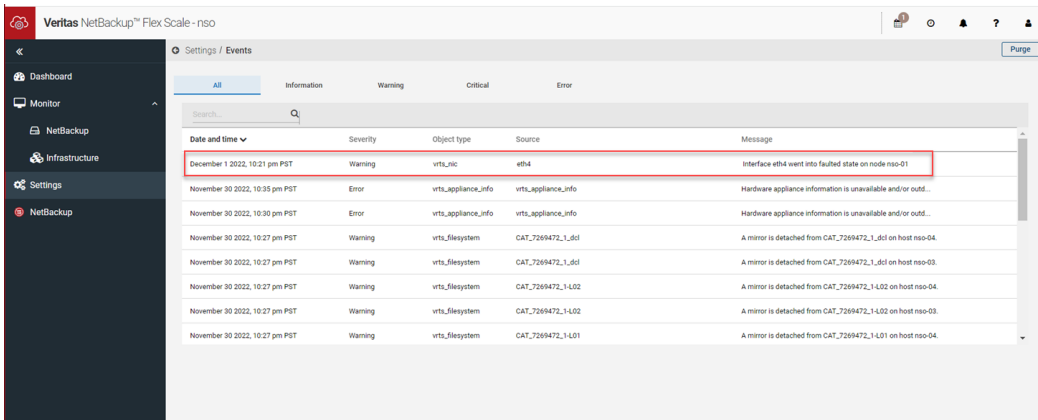 Veritas NetBackup™ Flex Scale - nso
1
?
Settings / Events
Purge
Dashboard
Monitor
NetBackup
Infrastructure
Settings
NetBackup
All Information Warning Critical Error
Search...
Date and time Severity Object type Source Message
December 1 2022, 10:21 pm PST Warning vrts_nic eth4 Interface eth4 went into faulted state on node nso-01
November 30 2022, 10:35 pm PST Error vrts_appliance_info vrts_appliance_info Hardware appliance information is unavailable and/or outd...
November 30 2022, 10:30 pm PST Error vrts_appliance_info vrts_appliance_info Hardware appliance information is unavailable and/or outd...
November 30 2022, 10:27 pm PST Warning vrts_filesystem CAT_7269472_1_dcl A mirror is detached from CAT_7269472_1_dcl on host nso-04.
November 30 2022, 10:27 pm PST Warning vrts_filesystem CAT_7269472_1_dcl A mirror is detached from CAT_7269472_1_dcl on host nso-03.
November 30 2022, 10:27 pm PST Warning vrts_filesystem CAT_7269472_1-L02 A mirror is detached from CAT_7269472_1-L02 on host nso-04.
November 30 2022, 10:27 pm PST Warning vrts_filesystem CAT_7269472_1-L02 A mirror is detached from CAT_7269472_1-L02 on host nso-03.
November 30 2022, 10:27 pm PST Warning vrts_filesystem CAT_7269472_1-L01 A mirror is detached from CAT_7269472_1-L01 on host nso-04.